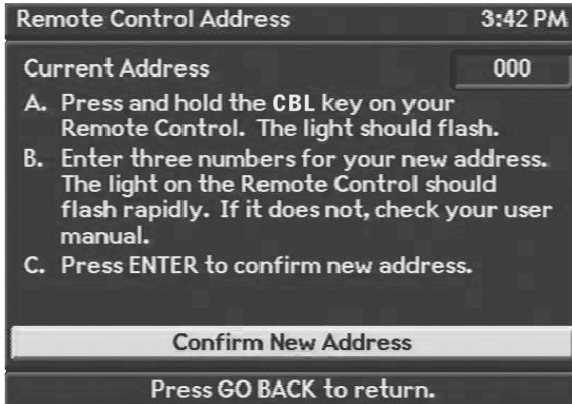 Remote Control Address 3:42 PM
Current Address 000
A. Press and hold the CBL key on your
Remote Control. The light should flash.
B. Enter three numbers for your new address.
The light on the Remote Control should
flash rapidly. If it does not, check your user
manual.
C. Press ENTER to confirm new address.
Confirm New Address
Press GO BACK to return.